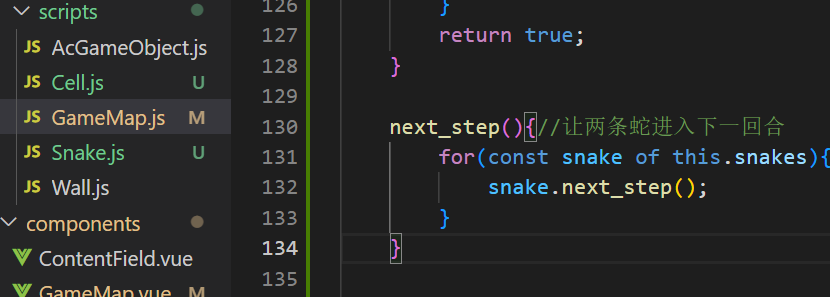 scripts
JS AcGameObject.js
JS Cell.js U
JS GameMap.js M
JS Snake.js U
JS Wall.js
components
ContentField.vue
GameMap.vue M
126 }
127 return true;
128 }
129
130 next_step(){//让两条蛇进入下一回合
131 for(const snake of this.snakes){
132 snake.next_step();
133 }
134 }
135